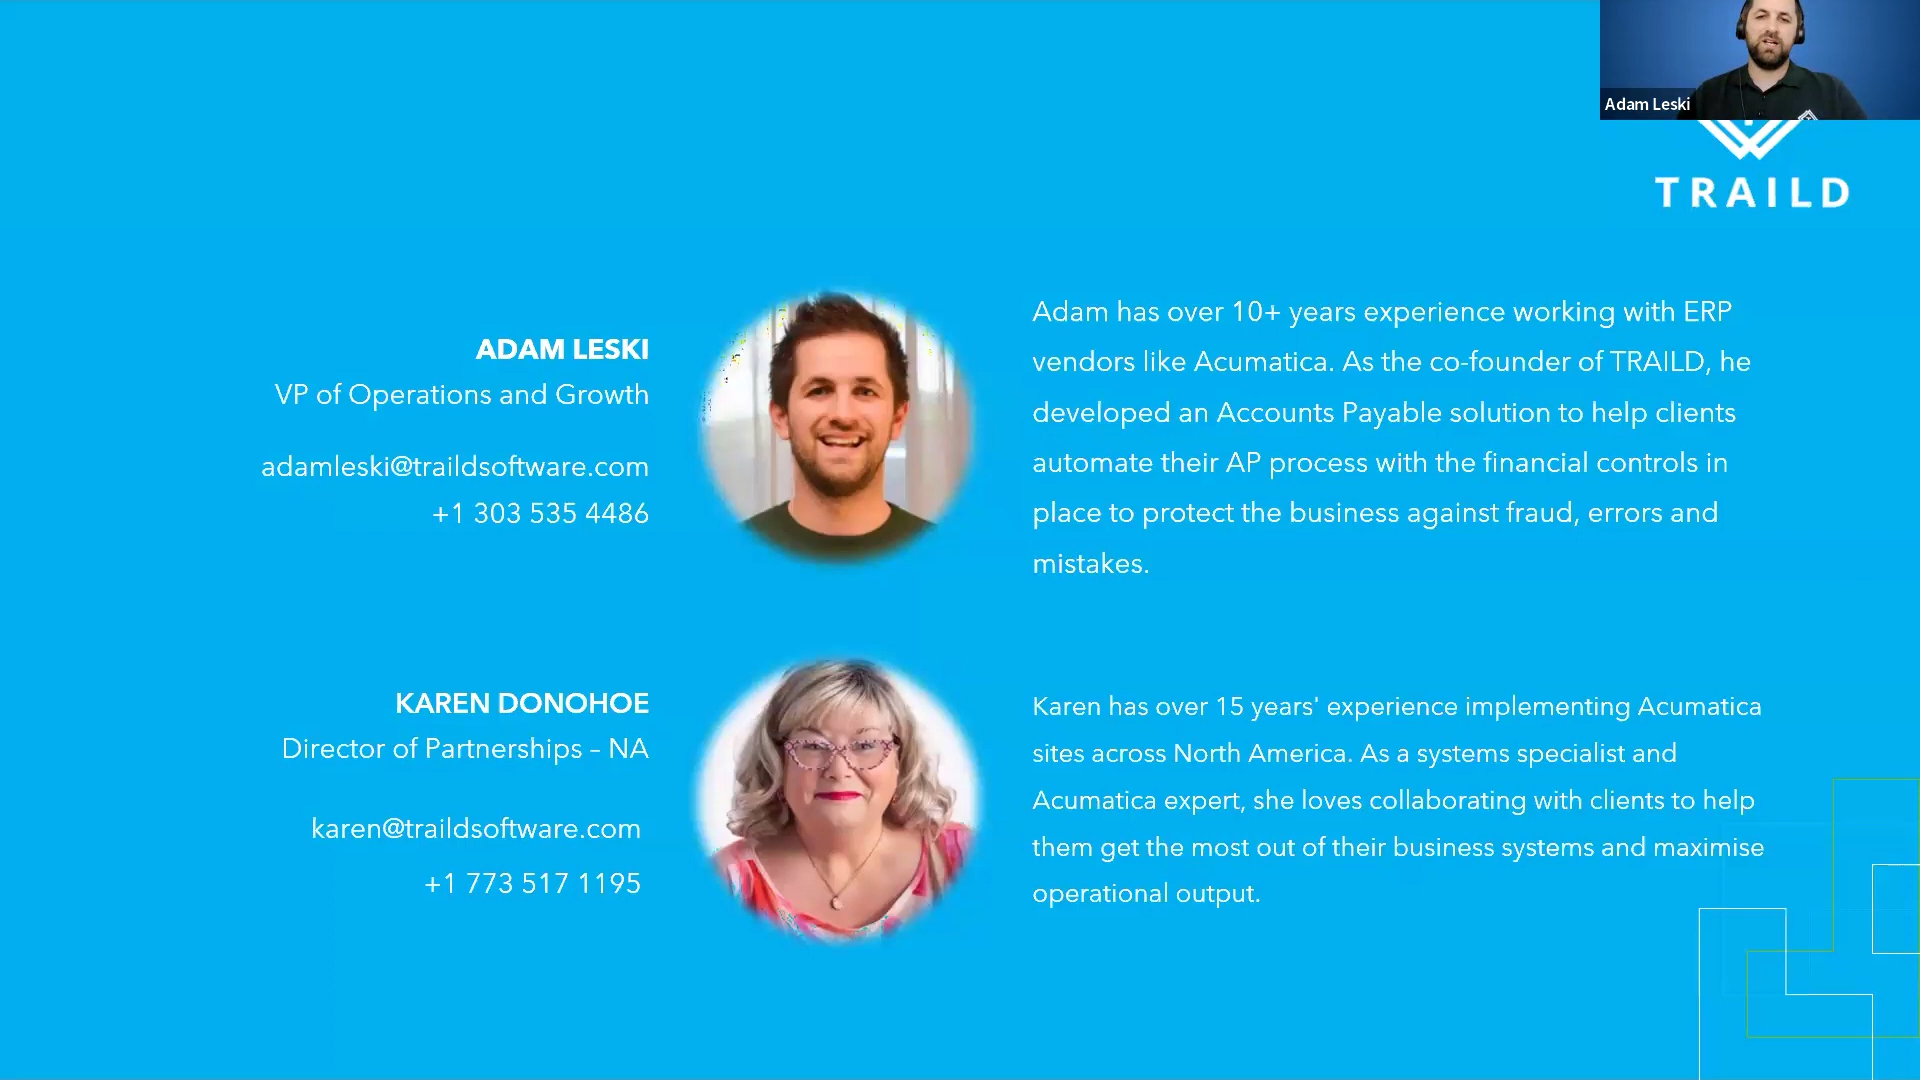 Adam Leski
TRAILD
ADAM LESKI
VP of Operations and Growth
adamleski@traildsoftware.com
+1 303 535 4486
Adam has over 10+ years experience working with ERP
vendors like Acumatica. As the co-founder of TRAILD, he
developed an Accounts Payable solution to help clients
automate their AP process with the financial controls in
place to protect the business against fraud, errors and
mistakes.
KAREN DONOHOE
Director of Partnerships – NA
karen@traildsoftware.com
+1 773 517 1195
Karen has over 15 years' experience implementing Acumatica
sites across North America. As a systems specialist and
Acumatica expert, she loves collaborating with clients to help
them get the most out of their business systems and maximise
operational output.